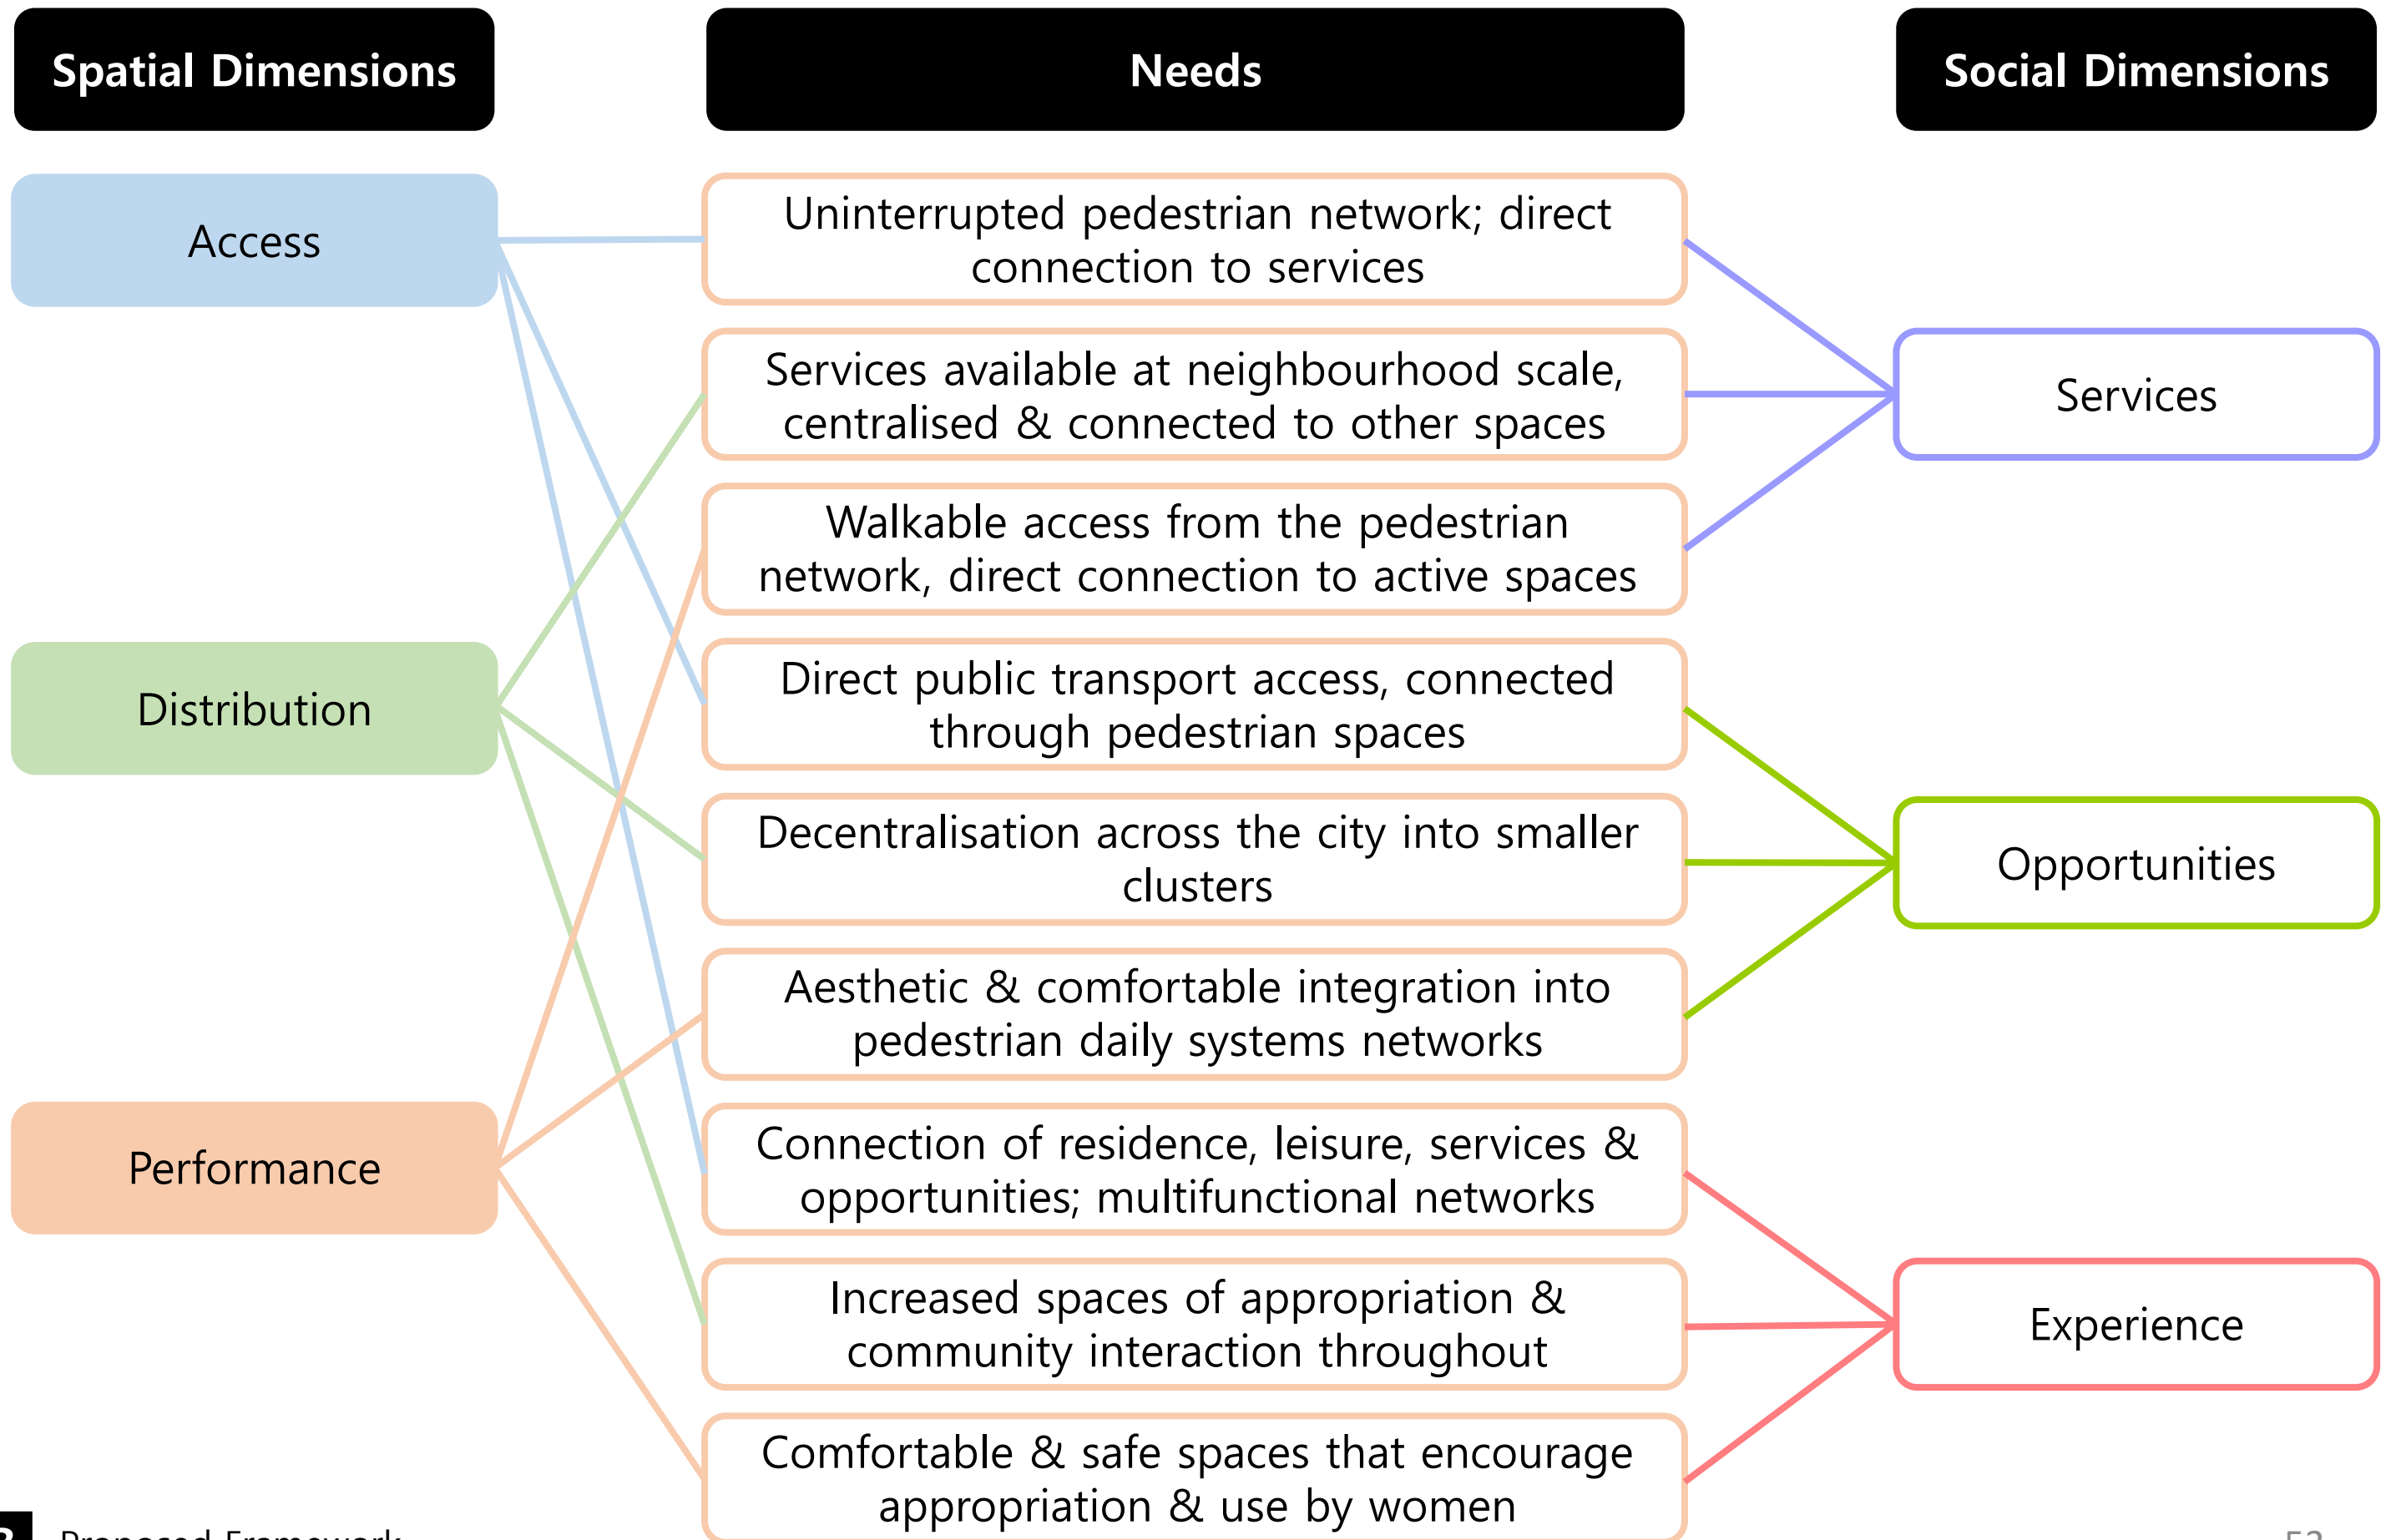 Spatial Dimensions
Needs
Social Dimensions
Access
Distribution
Performance
Uninterrupted pedestrian network; direct
connection to services
Services available at neighbourhood scale,
centralised & connected to other spaces
Walkable access from the pedestrian
network, direct connection to active spaces
Direct public transport access, connected
through pedestrian spaces
Decentralisation across the city into smaller
clusters
Aesthetic & comfortable integration into
pedestrian daily systems networks
Connection of residence, leisure, services &
opportunities; multifunctional networks
Increased spaces of appropriation &
community interaction throughout
Comfortable & safe spaces that encourage
appropriation & use by women
Services
Opportunities
Experience
Proposed Framework